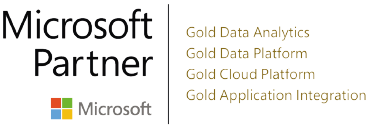 Microsoft
Partner
Microsoft
Gold Data Analytics
Gold Data Platform
Gold Cloud Platform
Gold Application Integration